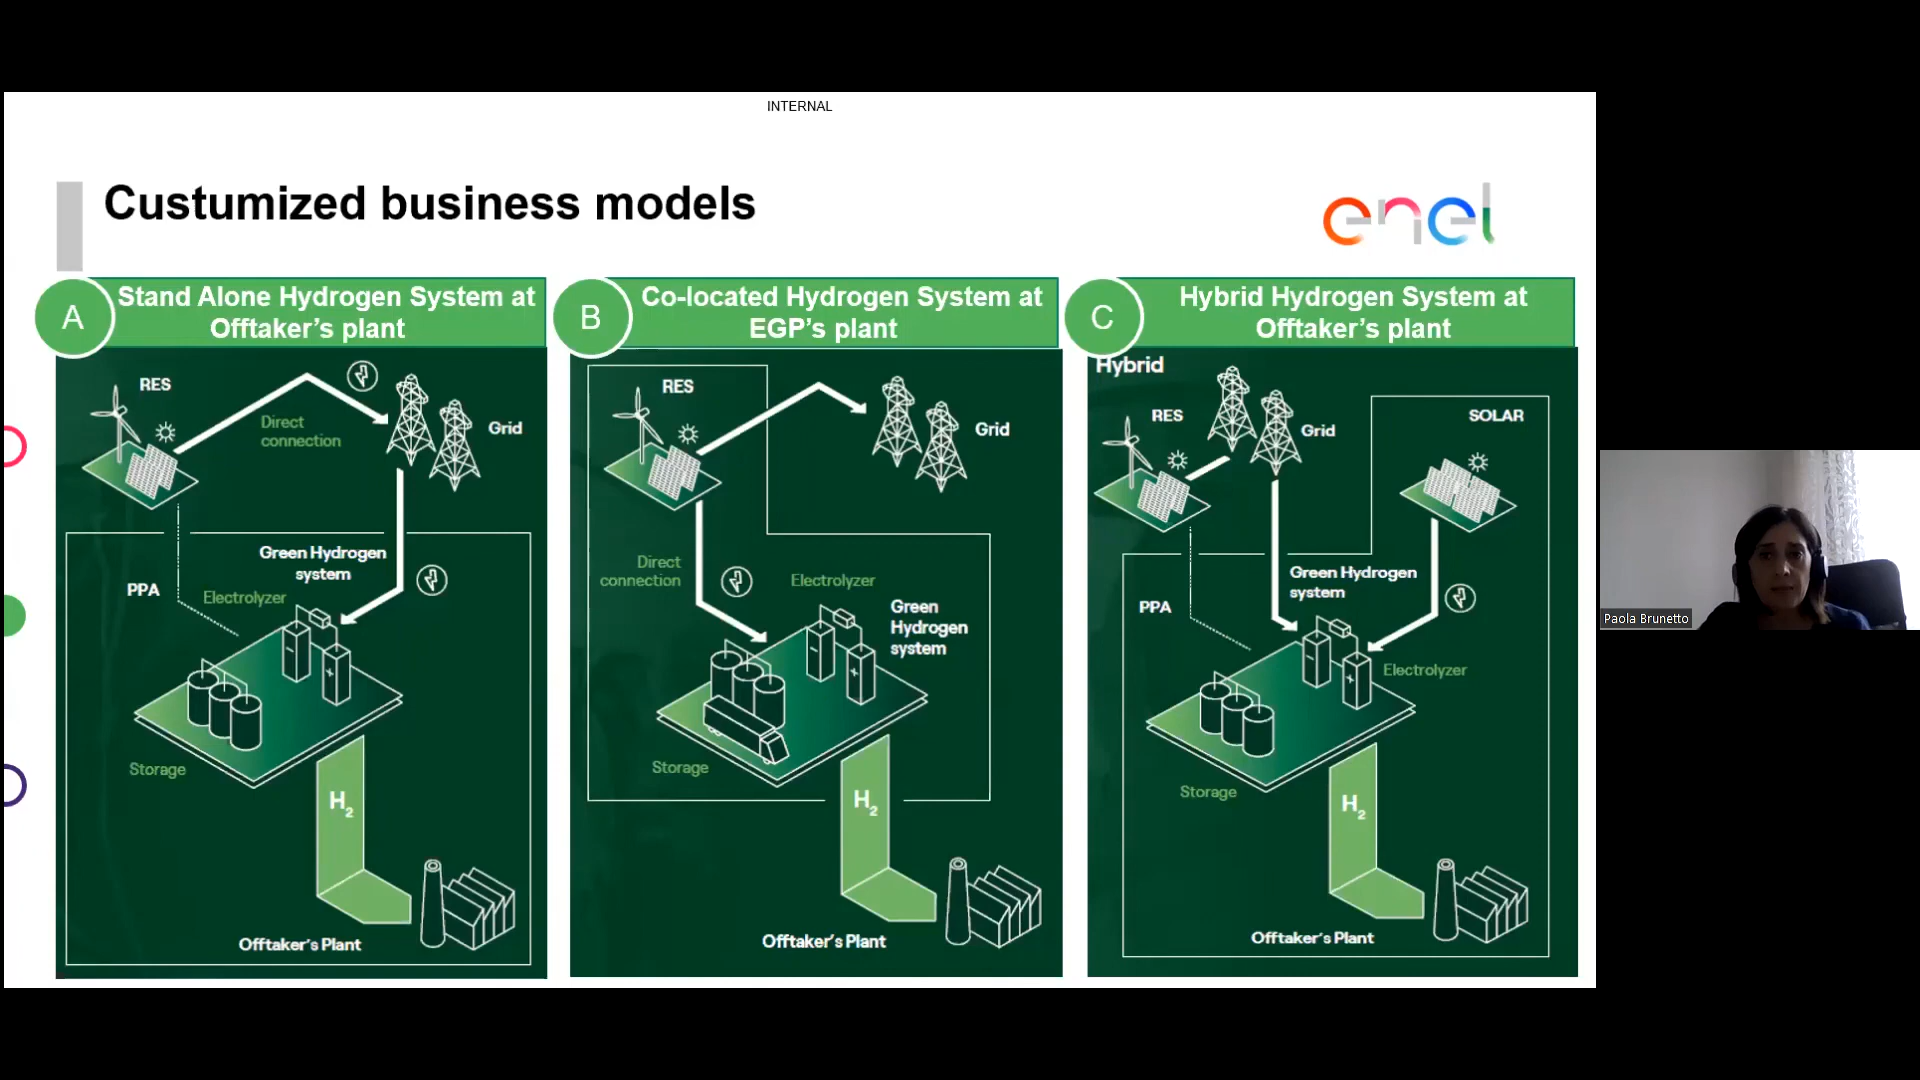 INTERNAL
Custumized business models
enel
A
Stand Alone Hydrogen System at
Offtaker's plant
RES
Direct
connection
Grid
Green Hydrogen
system
PPA
Electrolyzer
Storage
H2
Offtaker's Plant
B
Co-located Hydrogen System at
EGP's plant
RES
Grid
Direct
connection
Electrolyzer
Green
Hydrogen
system
Storage
H2
Offtaker's Plant
C
Hybrid Hydrogen System at
Offtaker's plant
Hybrid
RES
Grid
SOLAR
Green Hydrogen
system
PPA
Electrolyzer
Storage
H2
Offtaker's Plant
Paola Brunetto